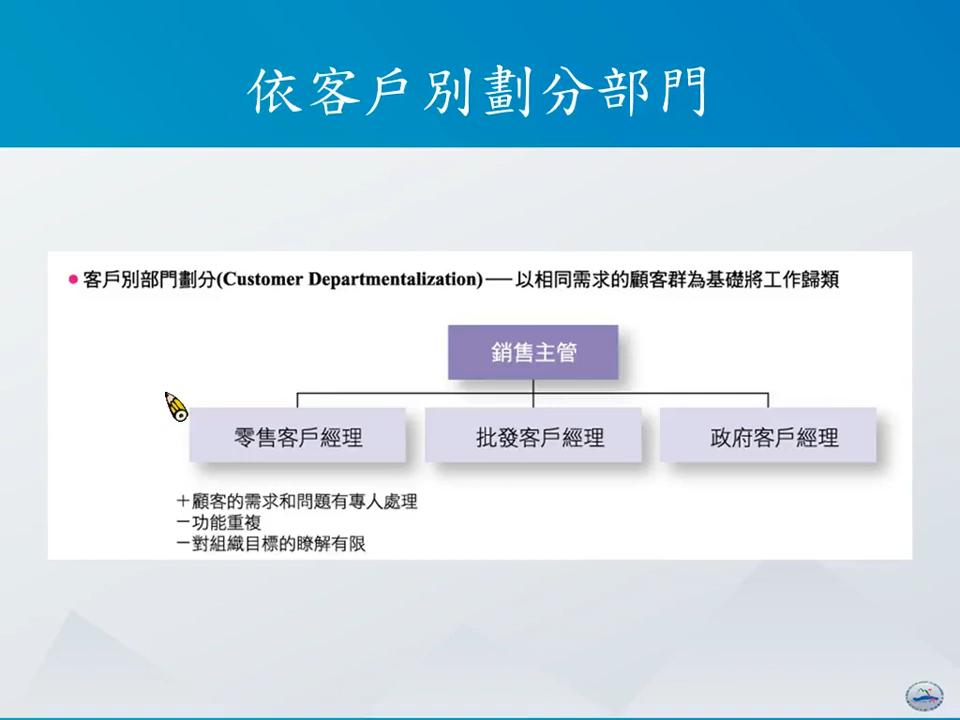 依客戶別劃分部門
● 客戶別部門劃分(Customer Departmentalization)──以相同需求的顧客群為基礎將工作歸類
銷售主管
零售客戶經理
批發客戶經理
政府客戶經理
＋顧客的需求和問題有專人處理
－功能重複
－對組織目標的瞭解有限